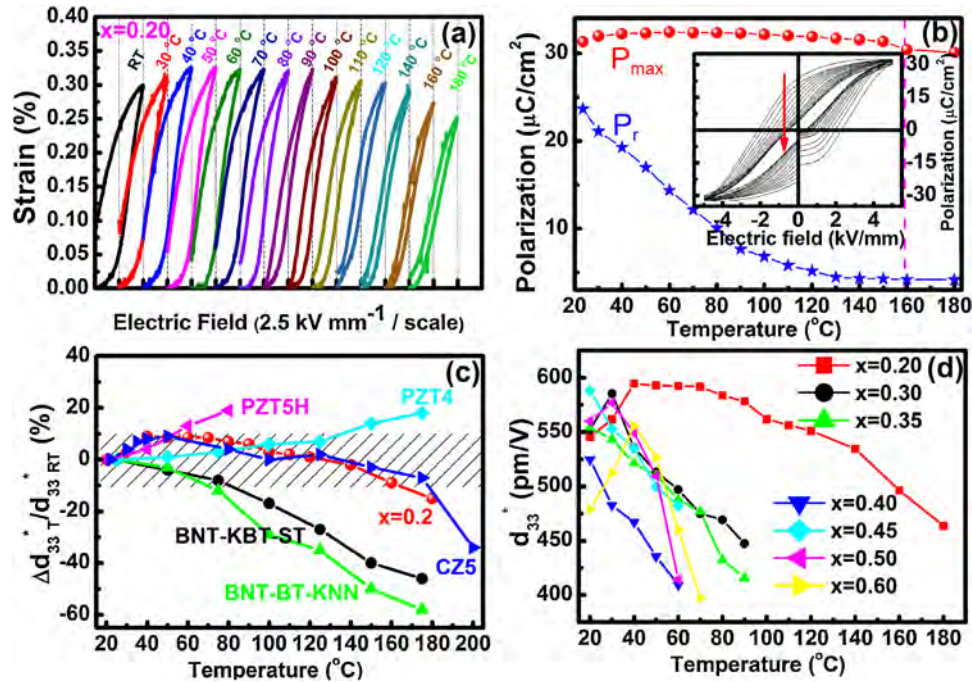 x=0.20
(a)
RT
30 °C
40 °C
50 °C
60 °C
70 °C
80 °C
90 °C
100 °C
110 °C
120 °C
140 °C
160 °C
180 °C
Strain (%)
0.40
0.35
0.30
0.25
0.20
0.15
0.10
0.05
0.00
Electric Field (2.5 kV mm⁻¹ / scale)
(b)
Pmax
Pr
Polarization (μC/cm²)
30
20
10
20 40 60 80 100 120 140 160 180
Temperature (°C)
30
15
0
-15
-30
Polarization (μC/cm²)
-4 -2 0 2 4
Electric field (kV/mm)
(c)
PZT5H
PZT4
x=0.2
BNT-KBT-ST
BNT-BT-KNN
CZ5
Δd33*T/d33*RT (%)
40
20
0
-20
-40
-60
20 40 60 80 100 120 140 160 180 200
Temperature (°C)
(d)
x=0.20
x=0.30
x=0.35
x=0.40
x=0.45
x=0.50
x=0.60
d33* (pm/V)
600
550
500
450
400
20 40 60 80 100 120 140 160 180
Temperature (°C)